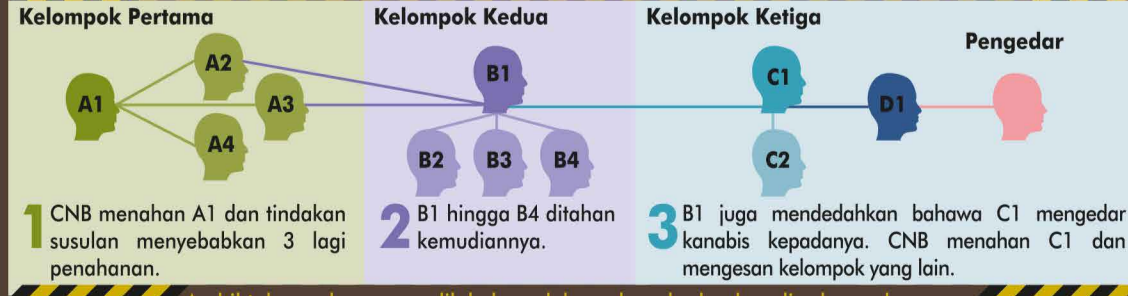 Kelompok Pertama
A1
A2
A3
A4
1 CNB menahan A1 dan tindakan
susulan menyebabkan 3 lagi
penahanan.
Kelompok Kedua
B1
B2 B3 B4
2 B1 hingga B4 ditahan
kemudiannya.
Kelompok Ketiga
Pengedar
C1
D1
C2
3 B1 juga mendedahkan bahawa C1 mengedar
kanabis kepadanya. CNB menahan C1 dan
mengesan kelompok yang lain.